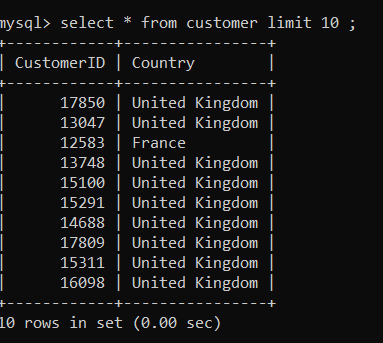 mysql> select * from customer limit 10 ;
+------------+----------------+
| CustomerID | Country        |
+------------+----------------+
|      17850 | United Kingdom |
|      13047 | United Kingdom |
|      12583 | France         |
|      13748 | United Kingdom |
|      15100 | United Kingdom |
|      15291 | United Kingdom |
|      14688 | United Kingdom |
|      17809 | United Kingdom |
|      15311 | United Kingdom |
|      16098 | United Kingdom |
+------------+----------------+
10 rows in set (0.00 sec)